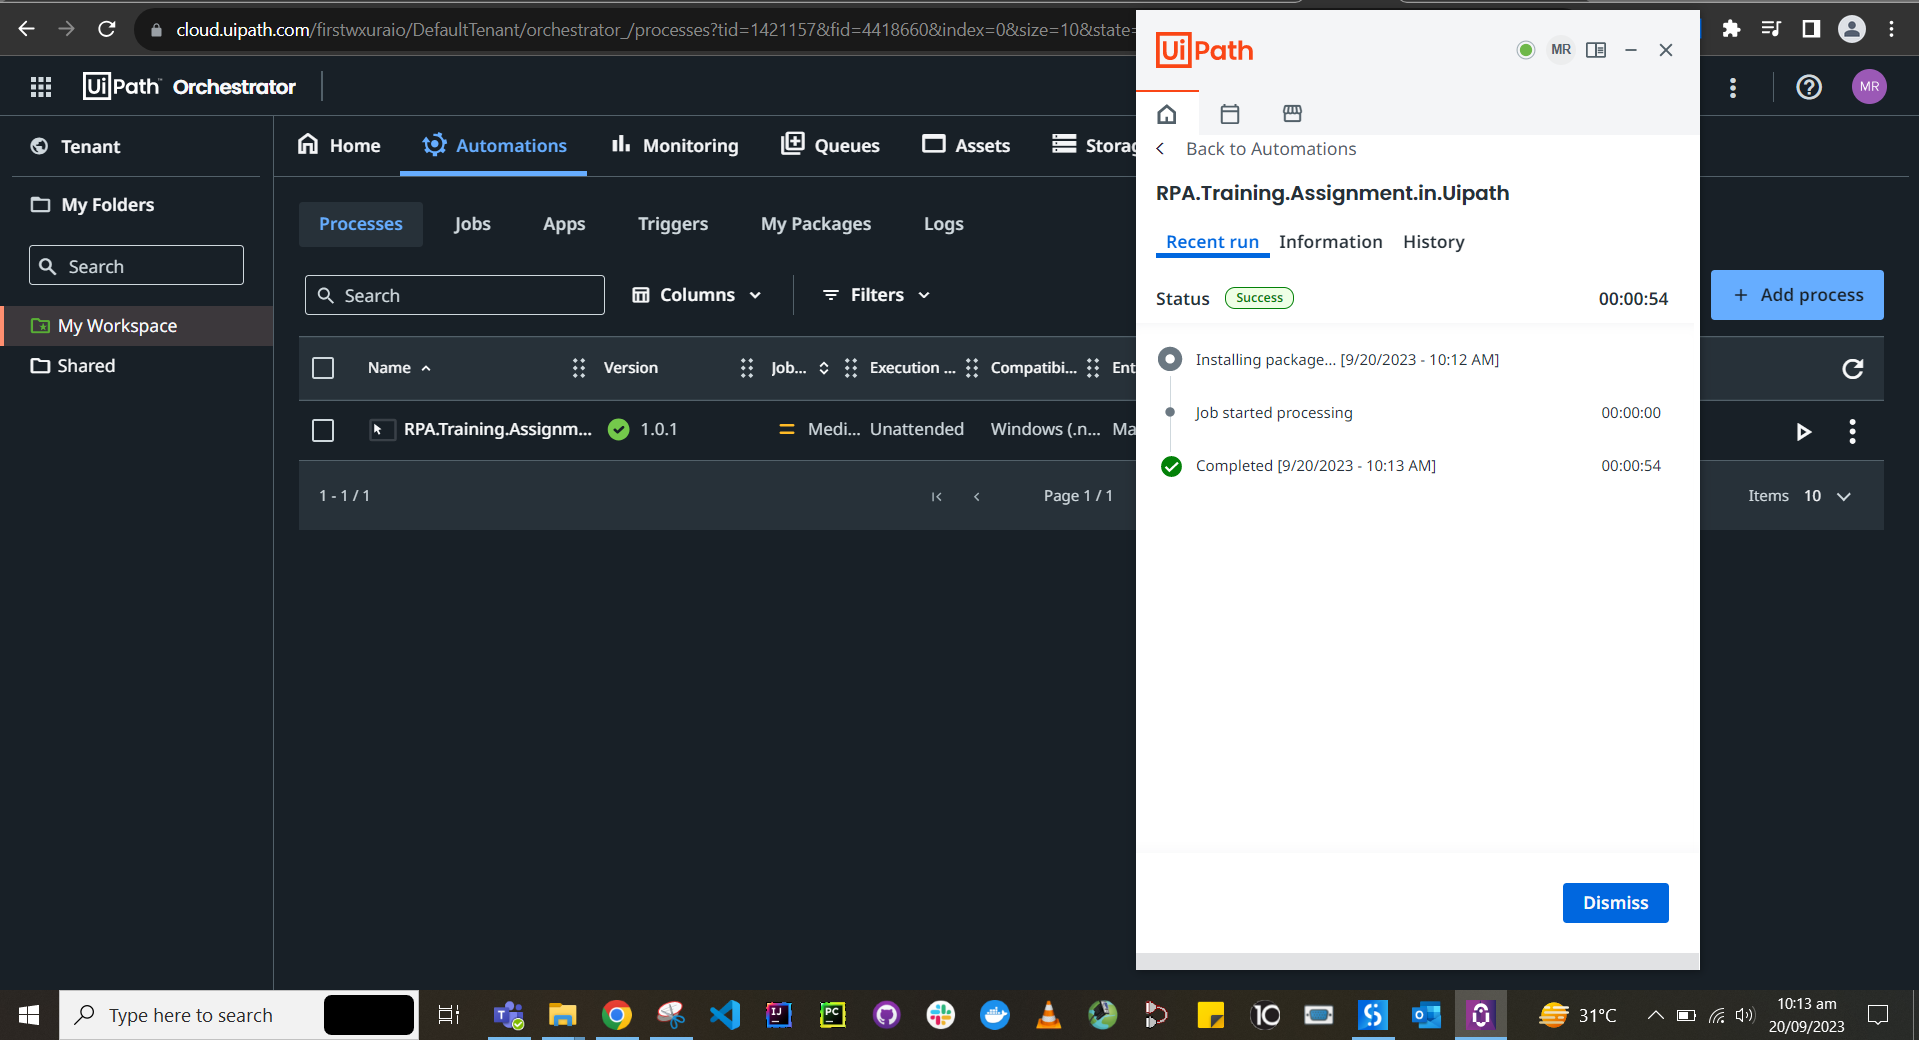 cloud.uipath.com/firstwxuraio/DefaultTenant/orchestrator_/processes?tid=1421157&fid=4418660&index=0&size=10&state=
UiPath Orchestrator
MR
Tenant
My Folders
Search
My Workspace
Shared
Home
Automations
Monitoring
Queues
Assets
Storag
Processes
Jobs
Apps
Triggers
My Packages
Logs
Search
Columns
Filters
+ Add process
Name
Version
Job...
Execution ...
Compatibi...
Ent
RPA.Training.Assignm...
1.0.1
Medi...
Unattended
Windows (.n...
Ma
1 - 1 / 1
Page 1 / 1
Items 10
UiPath
MR
Back to Automations
RPA.Training.Assignment.in.Uipath
Recent run
Information
History
Status
Success
00:00:54
Installing package... [9/20/2023 - 10:12 AM]
Job started processing
00:00:00
Completed [9/20/2023 - 10:13 AM]
00:00:54
Dismiss
Type here to search
31°C
10:13 am
20/09/2023